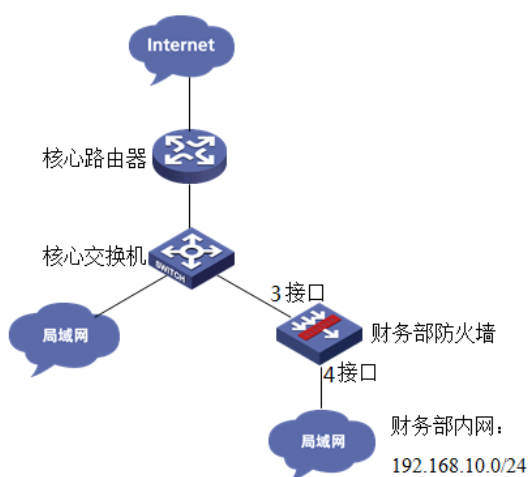 Internet
核心路由器
核心交换机
SWITCH
3接口
局域网
财务部防火墙
4接口
局域网
财务部内网：
192.168.10.0/24